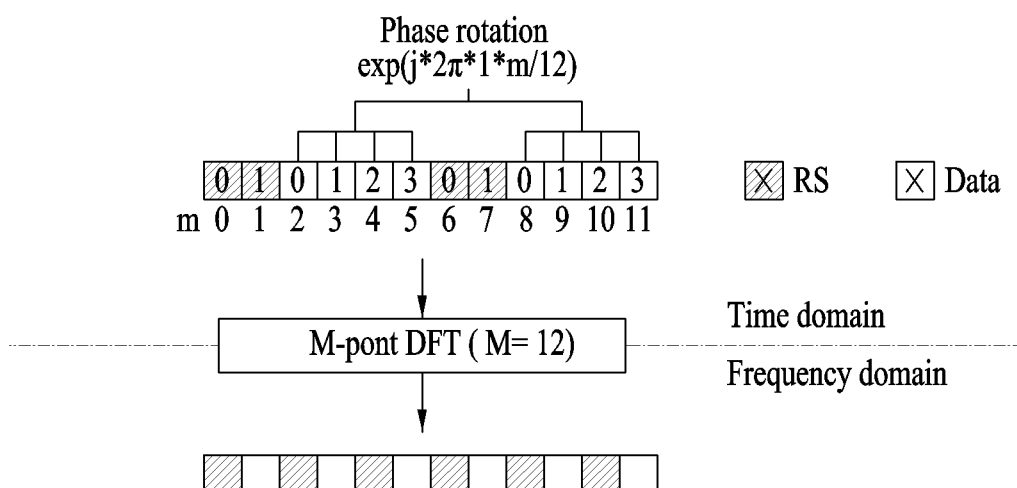 Phase rotation
exp(j*2π*1*m/12)
0 1 0 1 2 3 0 1 0 1 2 3
m 0 1 2 3 4 5 6 7 8 9 10 11
X RS
X Data
M-pont DFT ( M= 12)
Time domain
Frequency domain